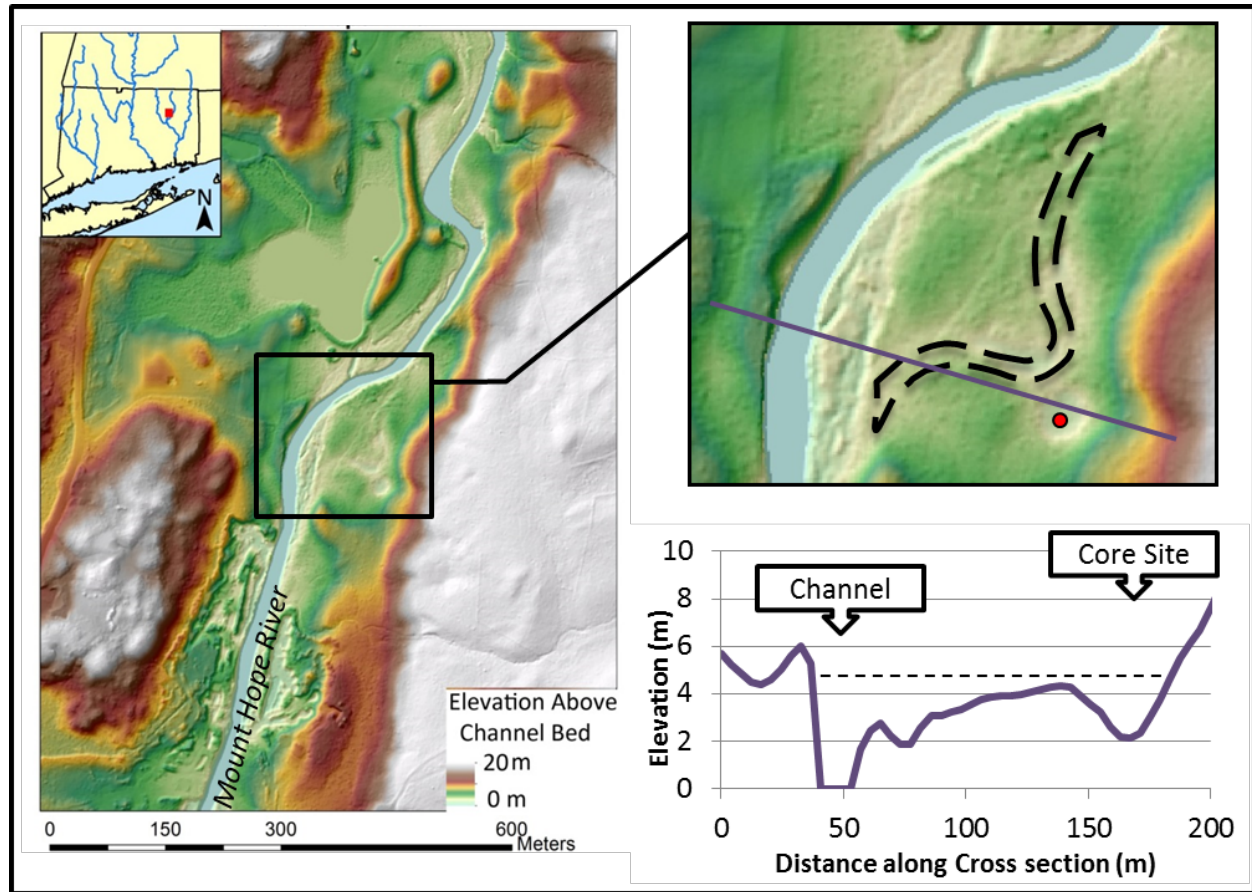 N
Mount Hope River
Elevation Above
Channel Bed
20 m
0 m
0 150 300 600
Meters
10
8
6
4
2
0
Elevation (m)
Channel
Core Site
0 50 100 150 200
Distance along Cross section (m)